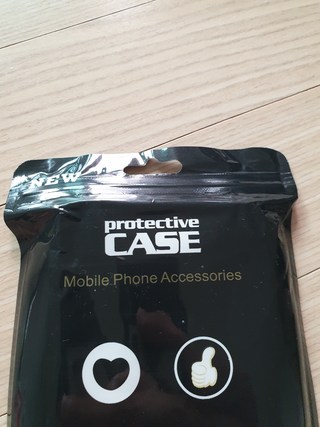 NEW
protective
CASE
Mobile Phone Accessories